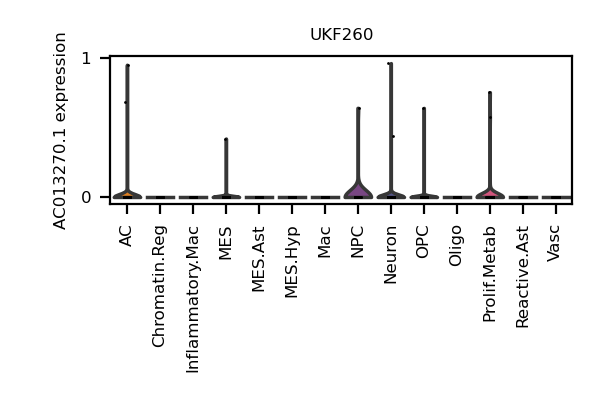 UKF260
AC013270.1 expression
1
0
AC
Chromatin.Reg
Inflammatory.Mac
MES
MES.Ast
MES.Hyp
Mac
NPC
Neuron
OPC
Oligo
Prolif.Metab
Reactive.Ast
Vasc